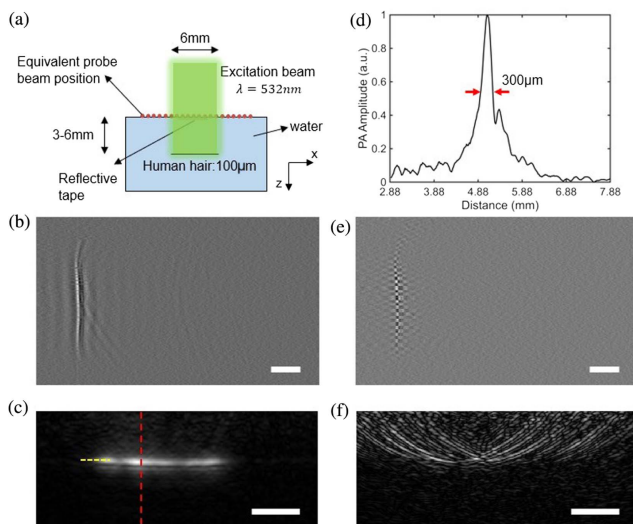 (a)
6mm
Equivalent probe
beam position
Excitation beam
λ = 532nm
3-6mm
water
Human hair:100μm
x
z
Reflective
tape
(d)
PA Amplitude (a.u.)
1
0.8
0.6
0.4
0.2
0
300μm
2.88 3.88 4.88 5.88 6.88 7.88
Distance (mm)
(b)
(e)
(c)
(f)